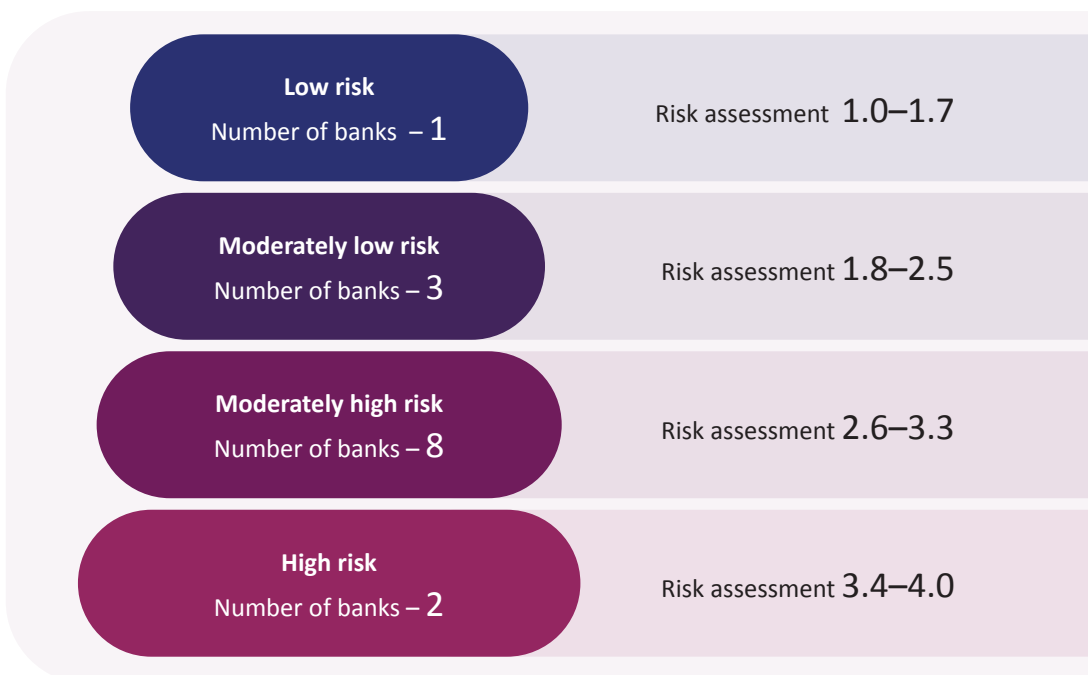 Low risk
Number of banks – 1
Risk assessment 1.0–1.7
Moderately low risk
Number of banks – 3
Risk assessment 1.8–2.5
Moderately high risk
Number of banks – 8
Risk assessment 2.6–3.3
High risk
Number of banks – 2
Risk assessment 3.4–4.0